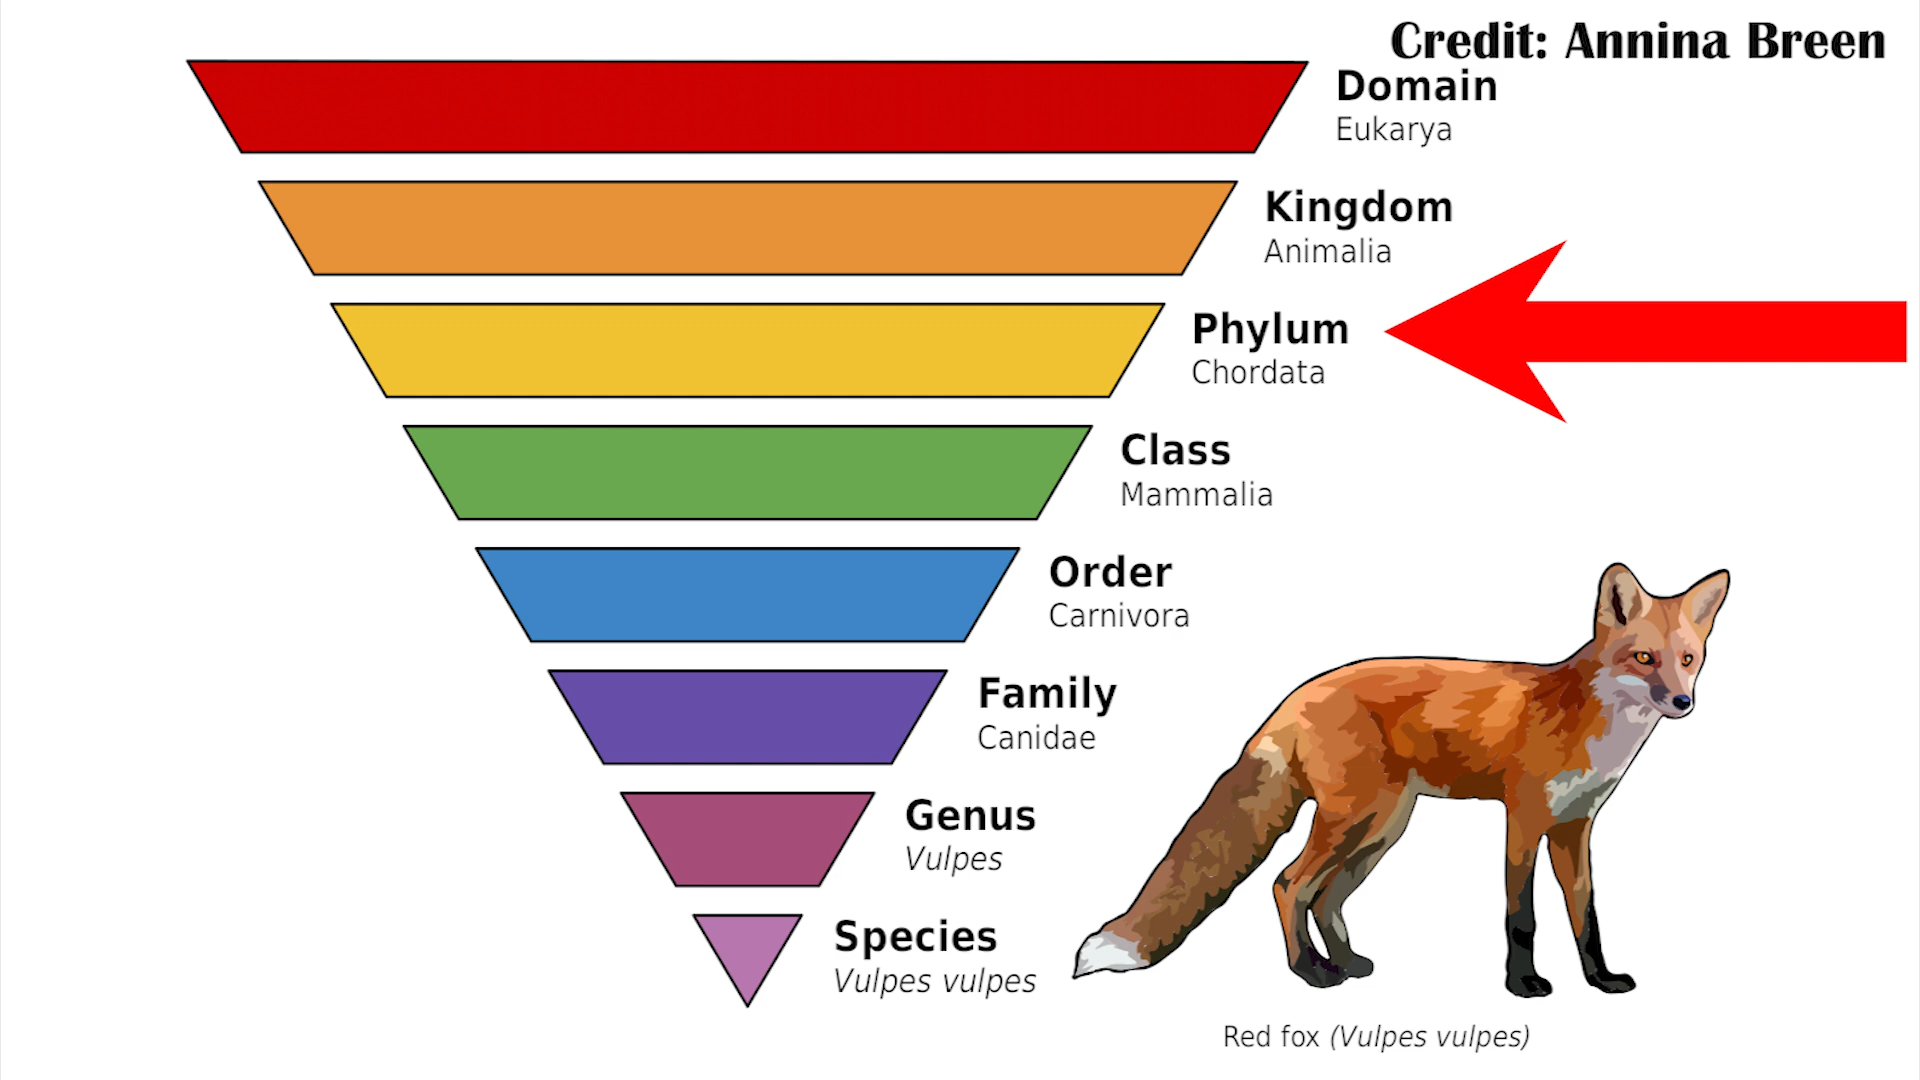 Credit: Annina Breen
Domain
Eukarya
Kingdom
Animalia
Phylum
Chordata
Class
Mammalia
Order
Carnivora
Family
Canidae
Genus
Vulpes
Species
Vulpes vulpes
Red fox (Vulpes vulpes)